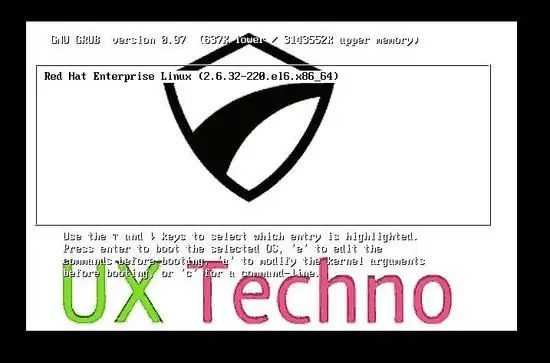 GNU GRUB version 0.97 (637K lower / 3143552K upper memory)
Red Hat Enterprise Linux (2.6.32-220.el6.x86_64)
Use the ↑ and ↓ keys to select which entry is highlighted.
Press enter to boot the selected OS, 'e' to edit the
commands before booting, 'a' to modify the kernel arguments
before booting, or 'c' for a command-line.
UX Techno